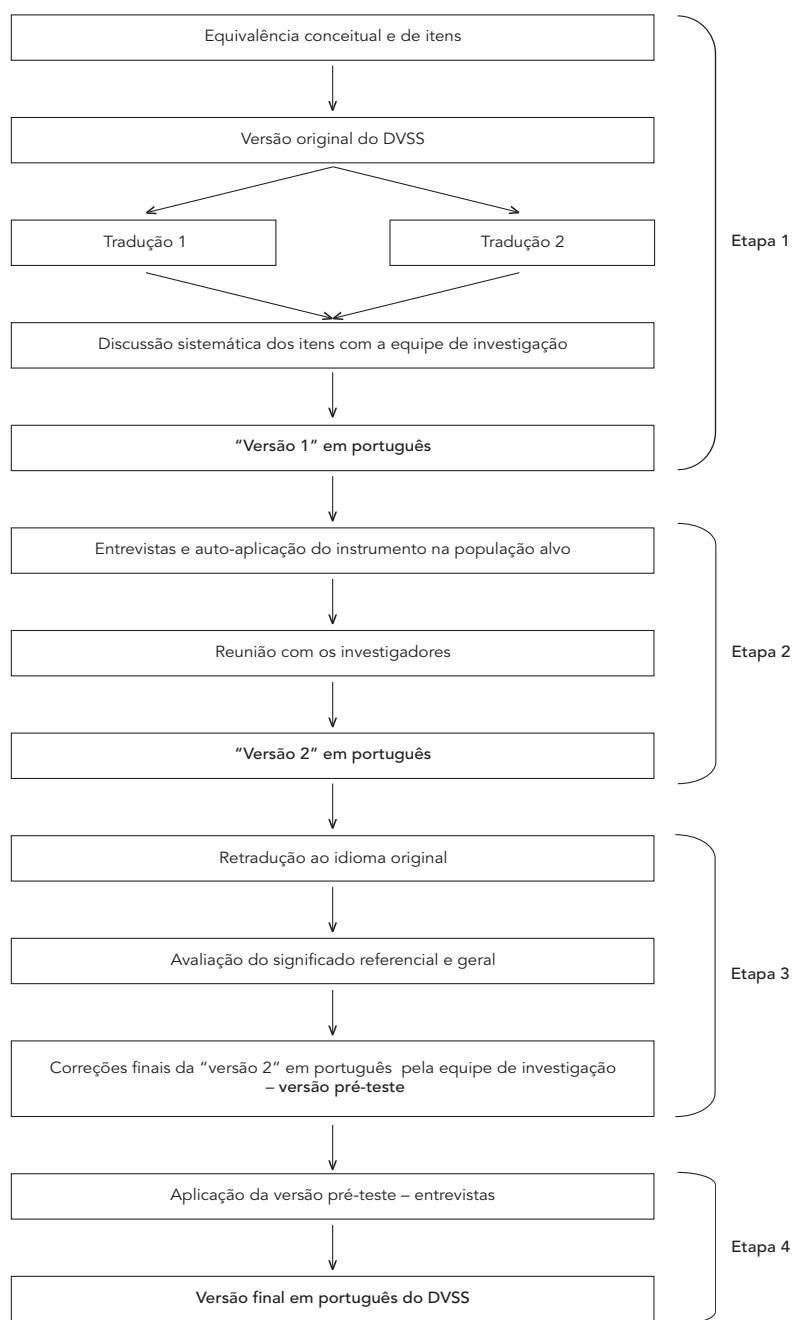 Equivalência conceitual e de itens
Versão original do DVSS
Tradução 1
Tradução 2
Etapa 1
Discussão sistemática dos itens com a equipe de investigação
“Versão 1” em português
Entrevistas e auto-aplicação do instrumento na população alvo
Reunião com os investigadores
Etapa 2
“Versão 2” em português
Retradução ao idioma original
Avaliação do significado referencial e geral
Etapa 3
Correções finais da “versão 2” em português pela equipe de investigação
– versão pré-teste
Aplicação da versão pré-teste – entrevistas
Etapa 4
Versão final em português do DVSS